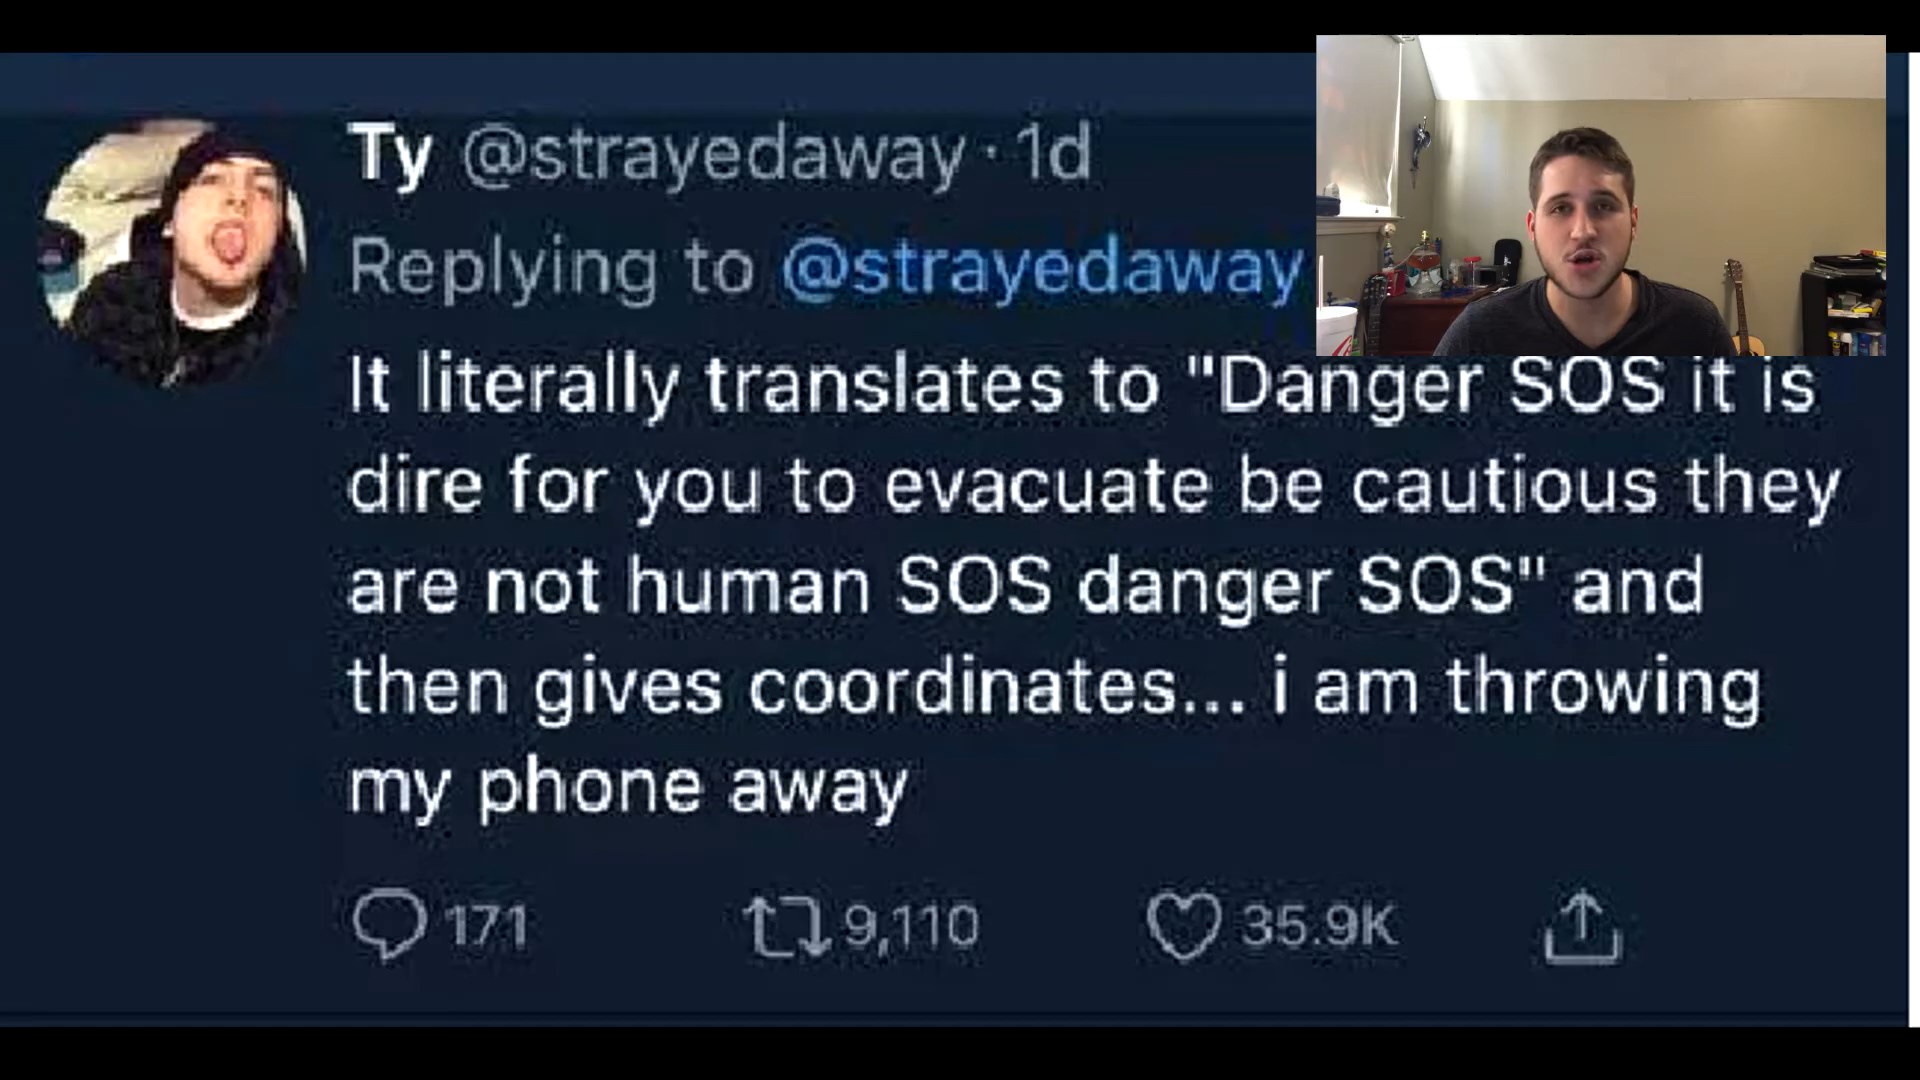 Ty @strayedaway · 1d
Replying to @strayedaway
It literally translates to "Danger SOS it is
dire for you to evacuate be cautious they
are not human SOS danger SOS" and
then gives coordinates... i am throwing
my phone away
171 9,110 35.9K